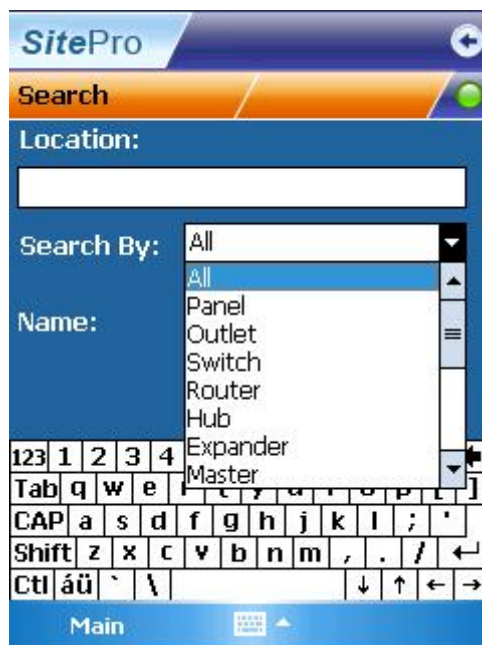 SitePro
Search
Location:
Search By: All
All
Panel
Name:
Outlet
Switch
Router
Hub
Expander
Master
123 1 2 3 4
Tab q w e [ ]
CAP a s d f g h j k l ; '
Shift z x c v b n m , . / ↵
Ctl áü ` \ ↓ ↑ ← →
Main